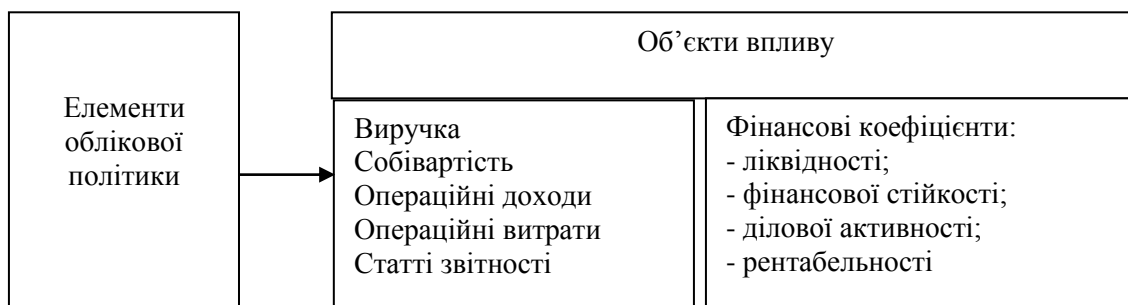 Елементи
облікової
політики
Об’єкти впливу
Виручка
Собівартість
Операційні доходи
Операційні витрати
Статті звітності
Фінансові коефіцієнти:
- ліквідності;
- фінансової стійкості;
- ділової активності;
- рентабельності